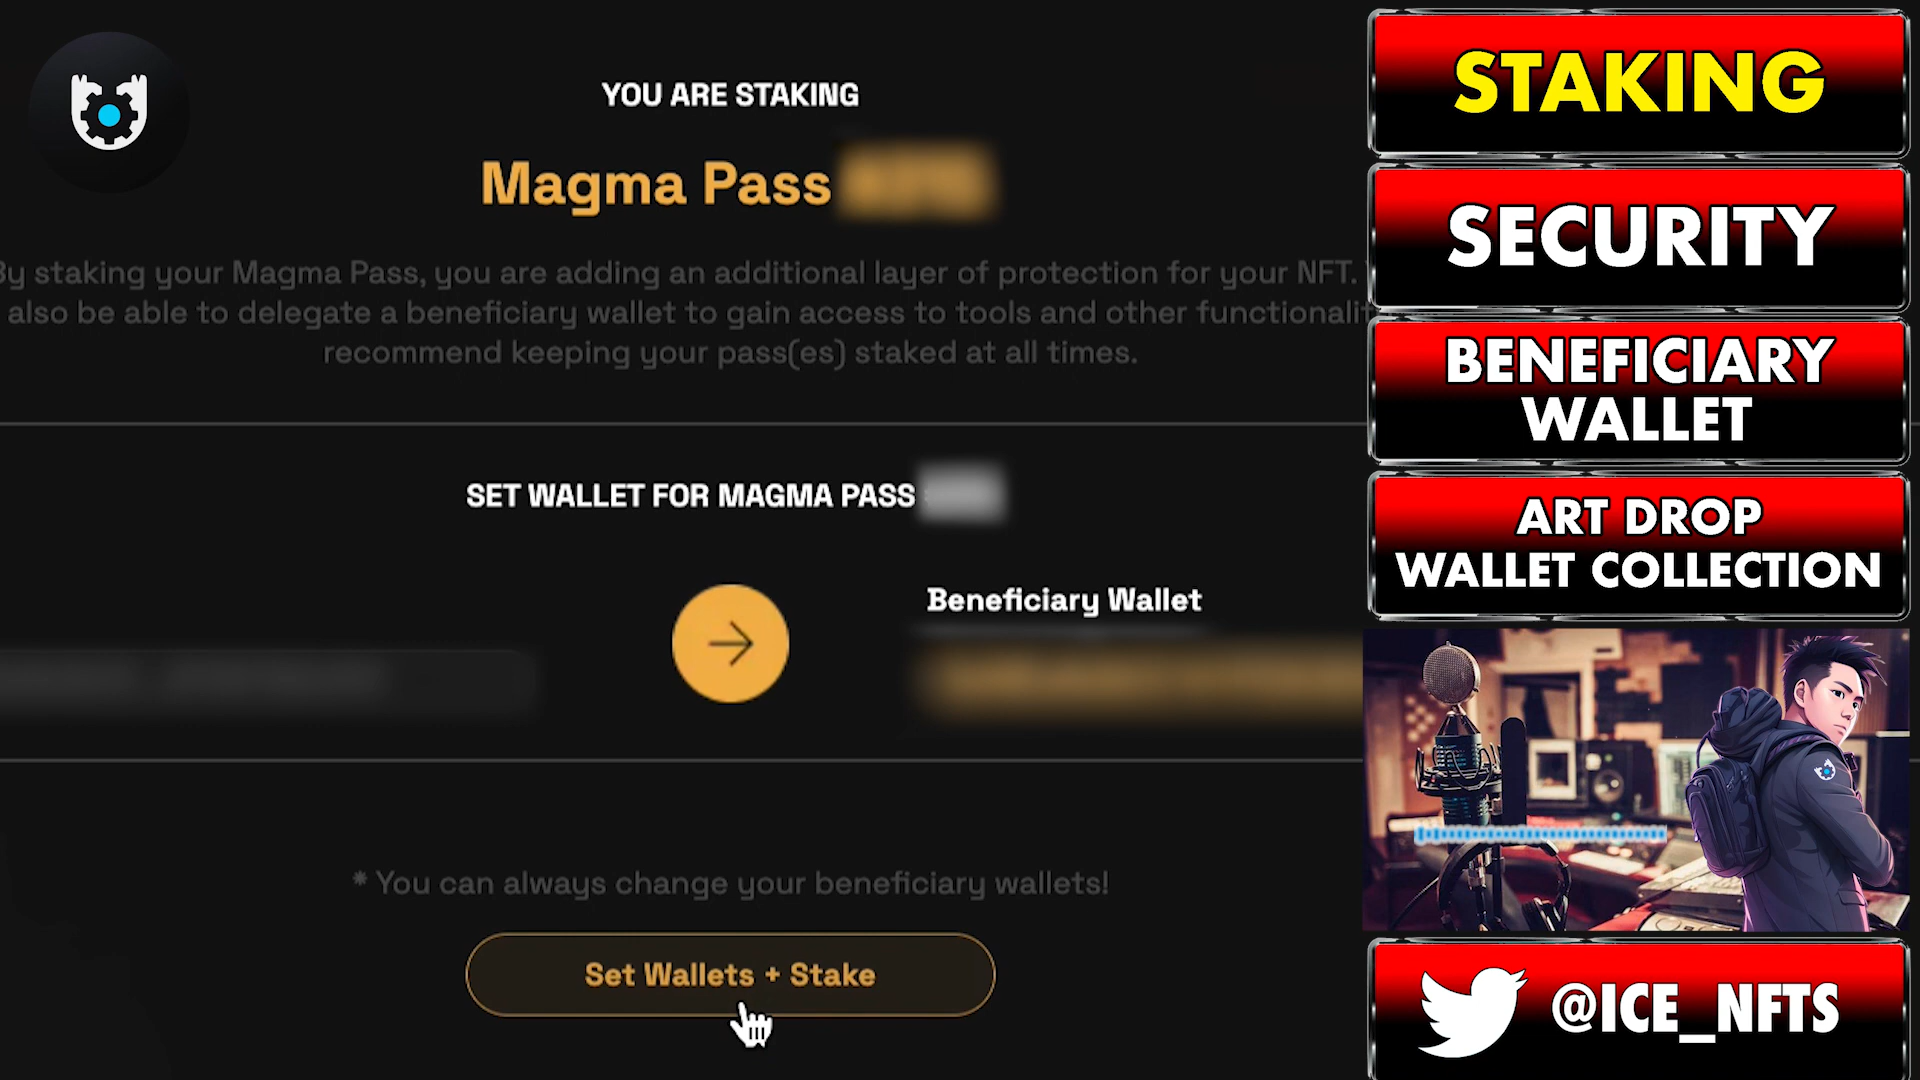 YOU ARE STAKING
Magma Pass
By staking your Magma Pass, you are adding an additional layer of protection for your NFT.
also be able to delegate a beneficiary wallet to gain access to tools and other
recommend keeping your pass(es) staked at all times.
SET WALLET FOR MAGMA PASS
Beneficiary Wallet
* You can always change your beneficiary wallets!
Set Wallets + Stake
STAKING
SECURITY
BENEFICIARY
WALLET
ART DROP
WALLET COLLECTION
@ICE_NFTS